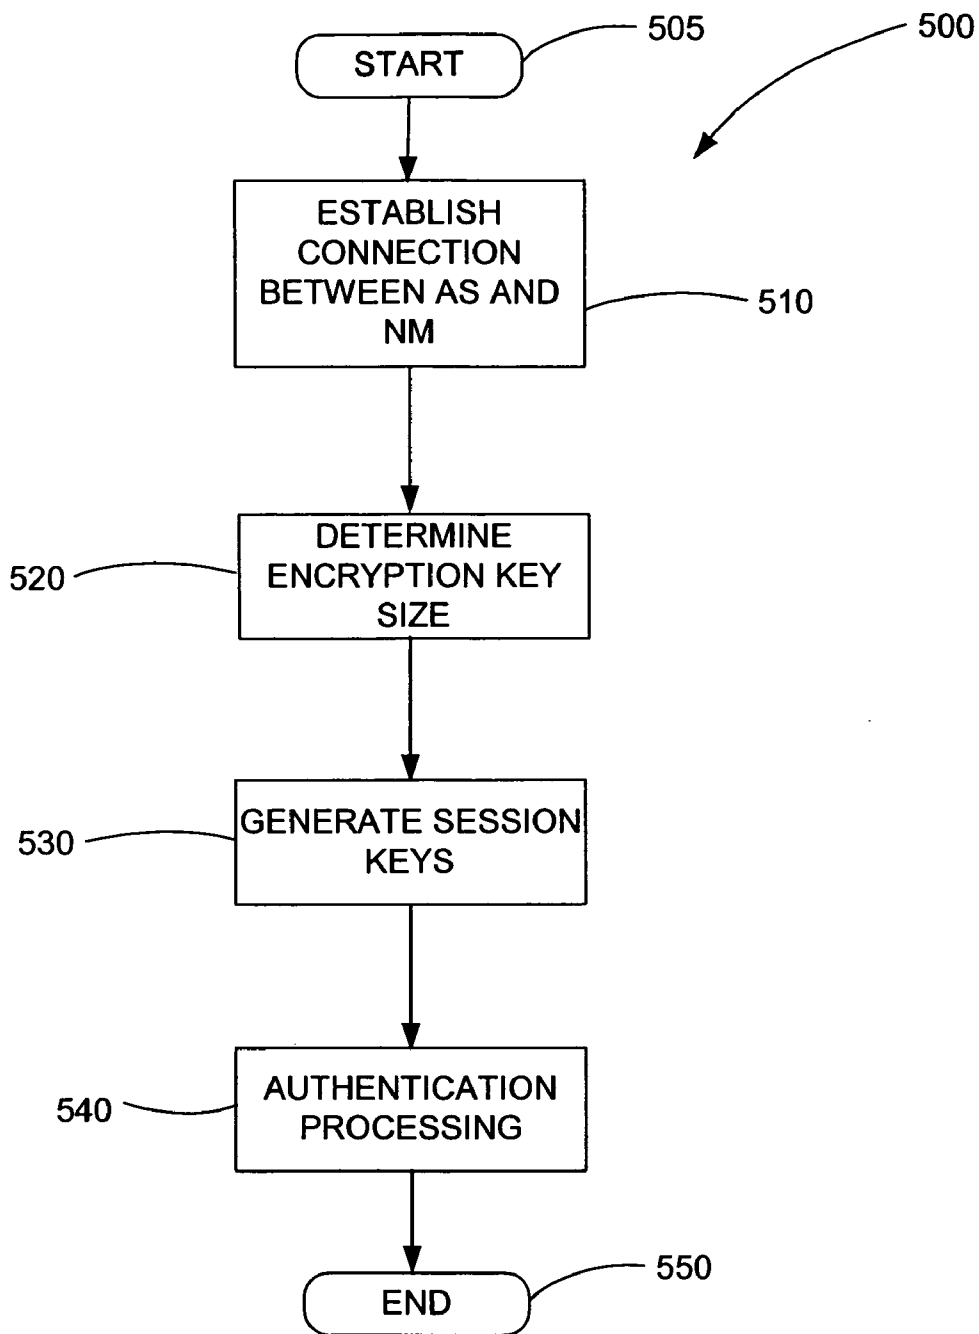 START
505
500
ESTABLISH
CONNECTION
BETWEEN AS AND
NM
510
DETERMINE
ENCRYPTION KEY
SIZE
520
GENERATE SESSION
KEYS
530
AUTHENTICATION
PROCESSING
540
END
550